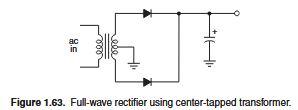 ac
in
+
Figure 1.63. Full-wave rectifier using center-tapped transformer.